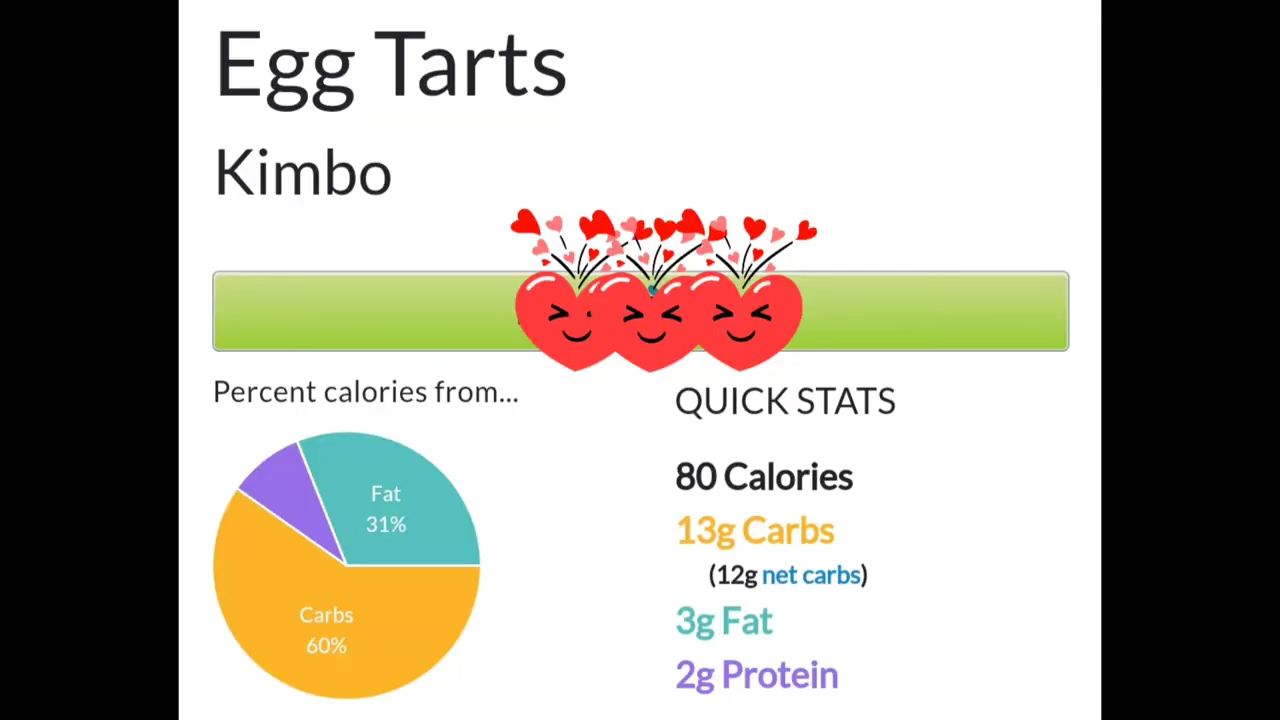 Egg Tarts
Kimbo
Percent calories from...
Fat
31%
Carbs
60%
QUICK STATS
80 Calories
13g Carbs
(12g net carbs)
3g Fat
2g Protein